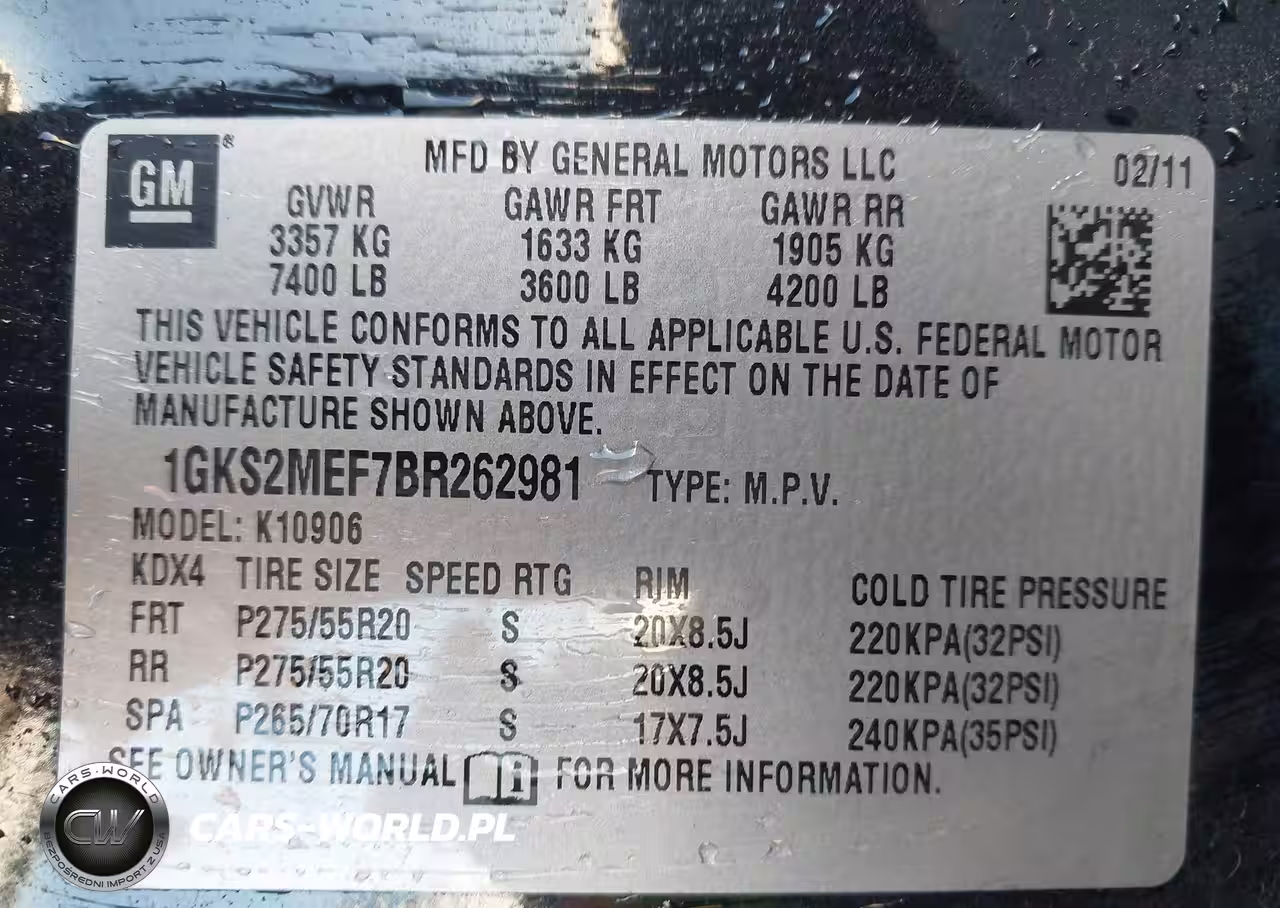 GM®
MFD BY GENERAL MOTORS LLC 02/11
GVWR GAWR FRT GAWR RR
3357 KG 1633 KG 1905 KG
7400 LB 3600 LB 4200 LB
THIS VEHICLE CONFORMS TO ALL APPLICABLE U.S. FEDERAL MOTOR
VEHICLE SAFETY STANDARDS IN EFFECT ON THE DATE OF
MANUFACTURE SHOWN ABOVE.
1GKS2MEF7BR262981 TYPE: M.P.V.
MODEL: K10906
KDX4 TIRE SIZE SPEED RTG RIM COLD TIRE PRESSURE
FRT P275/55R20 S 20X8.5J 220KPA(32PSI)
RR P275/55R20 S 20X8.5J 220KPA(32PSI)
SPA P265/70R17 S 17X7.5J 240KPA(35PSI)
SEE OWNER'S MANUAL i FOR MORE INFORMATION.
CARS-WORLD
CW
BEZPOŚREDNI IMPORT Z USA
CARS-WORLD.PL